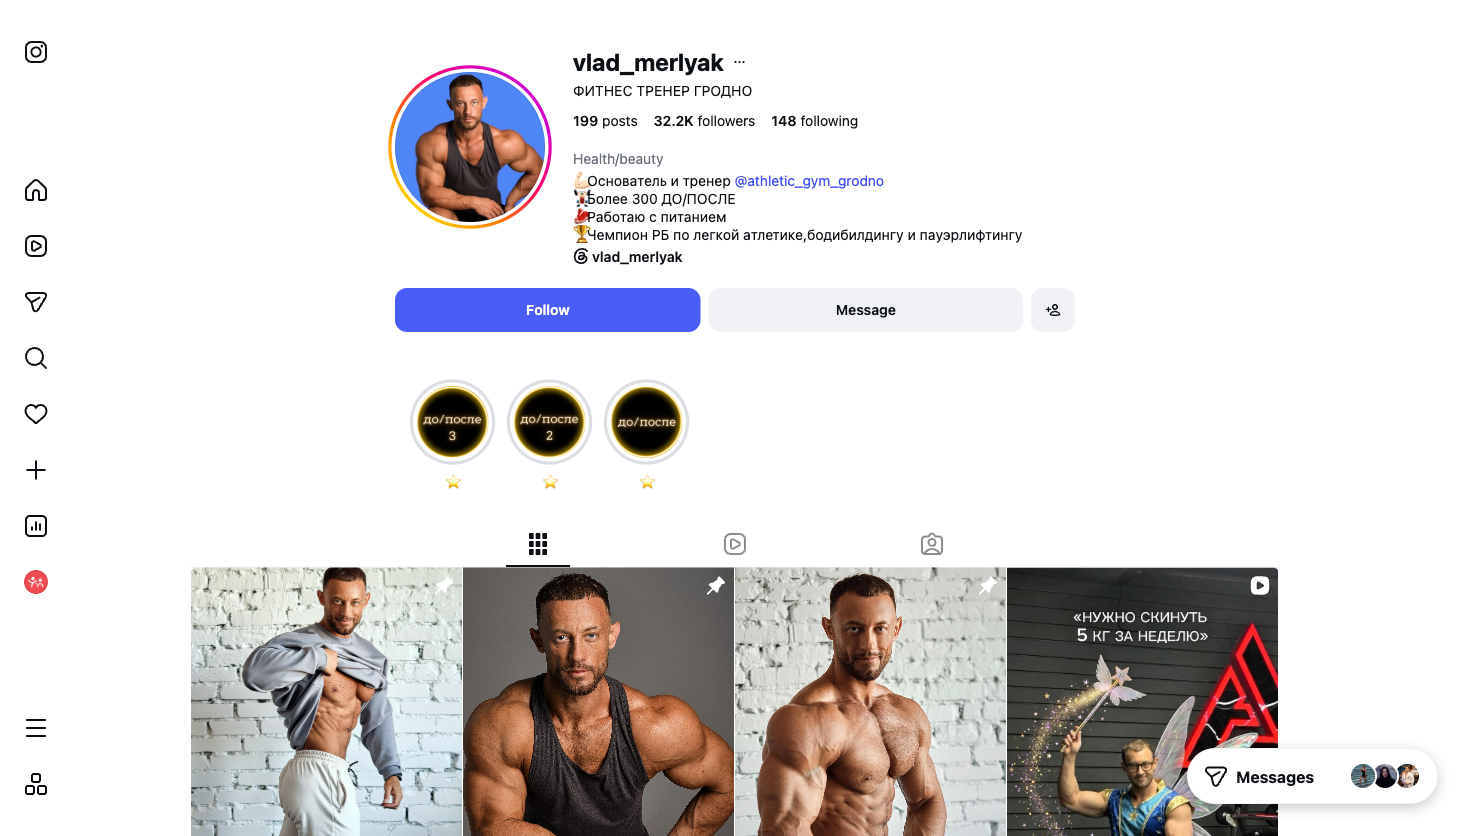 vlad_merlyak ...
ФИТНЕС ТРЕНЕР ГРОДНО
199 posts 32.2K followers 148 following
Health/beauty
Основатель и тренер @athletic_gym_grodno
Более 300 ДО/ПОСЛЕ
Работаю с питанием
Чемпион РБ по легкой атлетике,бодибилдингу и пауэрлифтингу
vlad_merlyak
Follow Message
до/после
3
до/после
2
до/после
«НУЖНО СКИНУТЬ
5 КГ ЗА НЕДЕЛЮ»
Messages